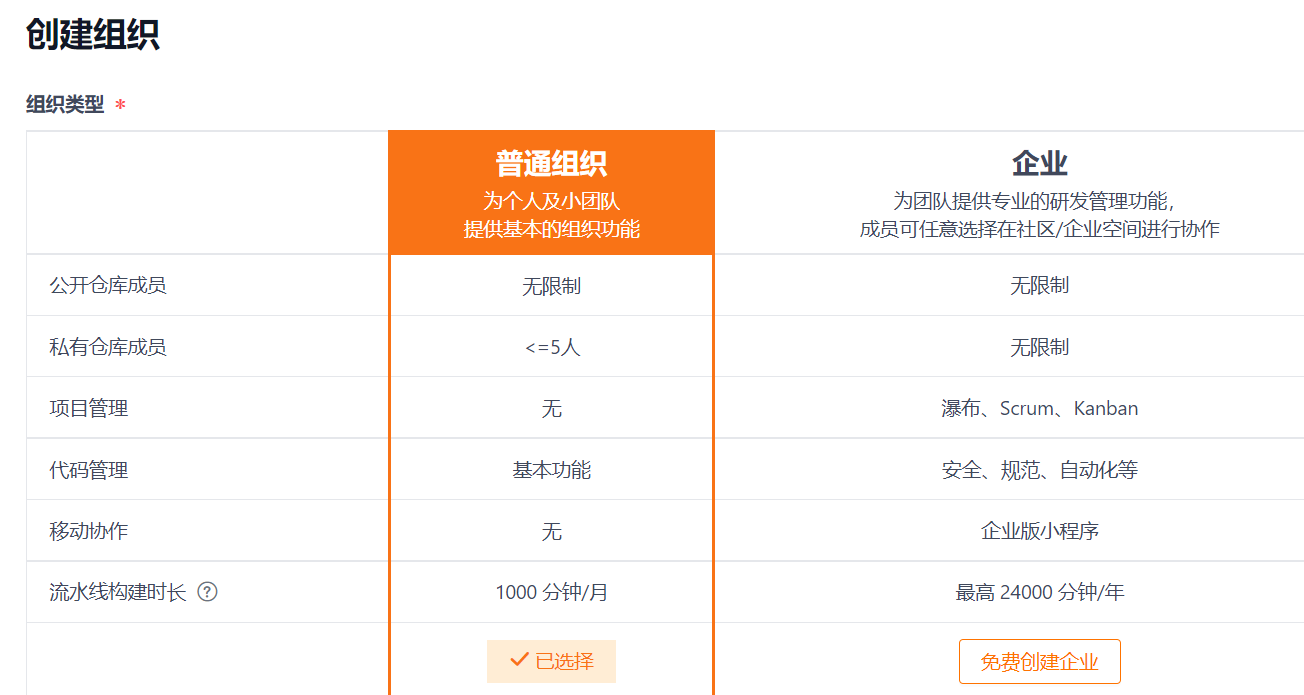 创建组织
组织类型 *
普通组织
为个人及小团队
提供基本的组织功能
企业
为团队提供专业的研发管理功能，
成员可任意选择在社区/企业空间进行协作
公开仓库成员 无限制 无限制
私有仓库成员 <=5人 无限制
项目管理 无 瀑布、Scrum、Kanban
代码管理 基本功能 安全、规范、自动化等
移动协作 无 企业版小程序
流水线构建时长 ? 1000 分钟/月 最高 24000 分钟/年
已选择 免费创建企业